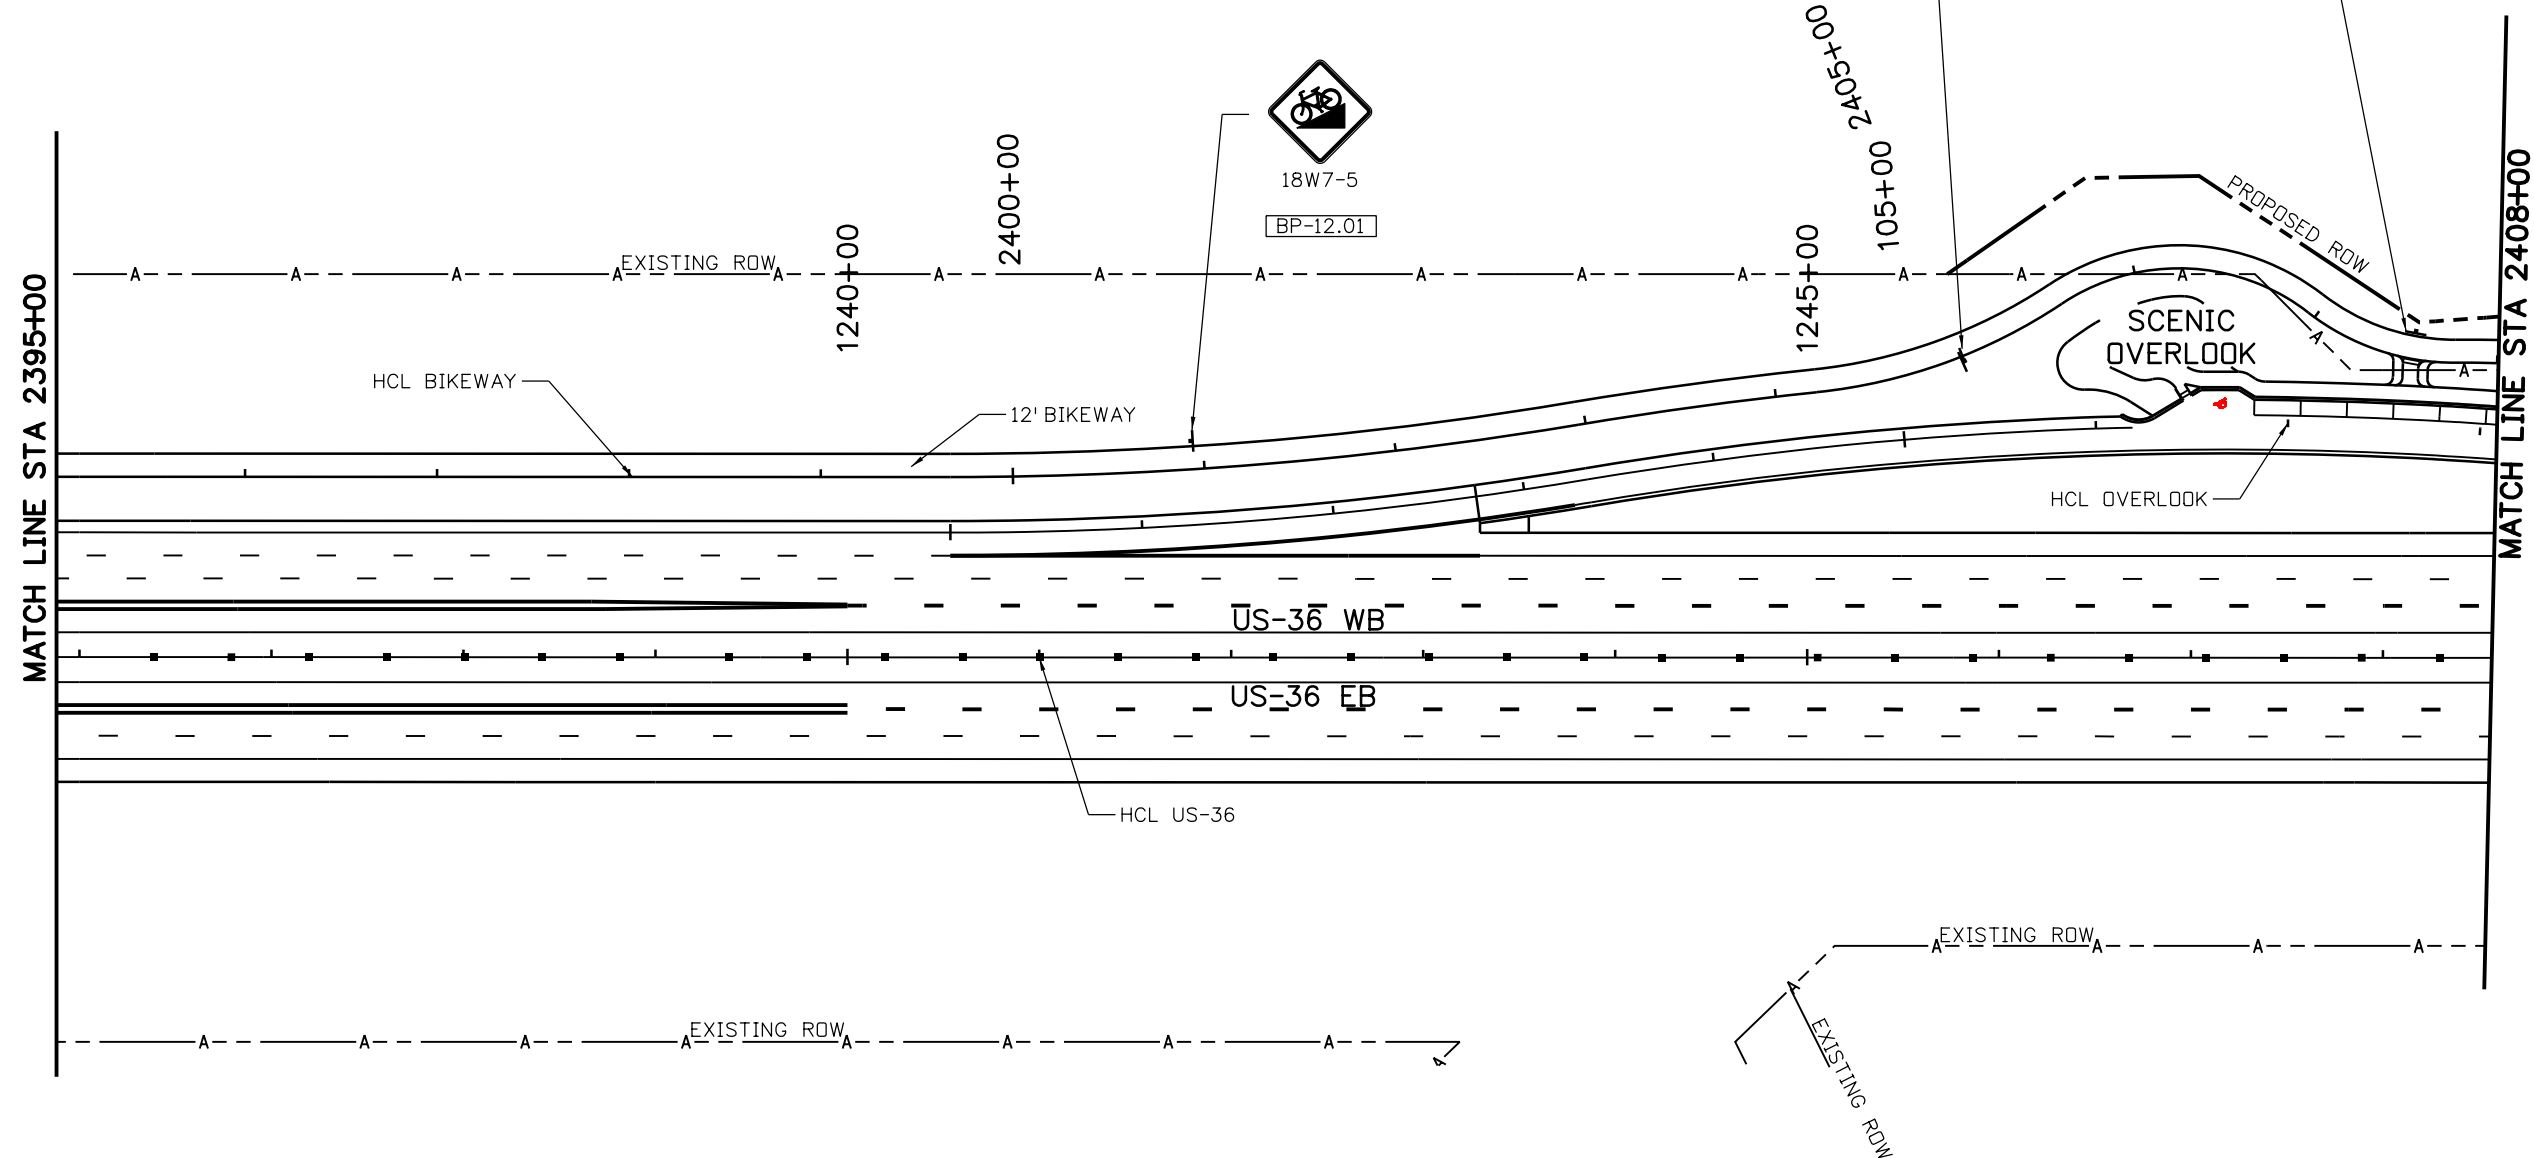 2405+00
105+00
2400+00
1240+00
1245+00
18W7-5
BP-12.01
EXISTING ROW
A A A A A A A A A A A A A A
PROPOSED ROW
MATCH LINE STA 2395+00
MATCH LINE STA 2408+00
SCENIC
OVERLOOK
A
A
HCL BIKEWAY
12' BIKEWAY
HCL OVERLOOK
US-36 WB
US-36 EB
HCL US-36
EXISTING ROW
A A A A
A
EXISTING ROW
EXISTING ROW
A A A A A A A A
A